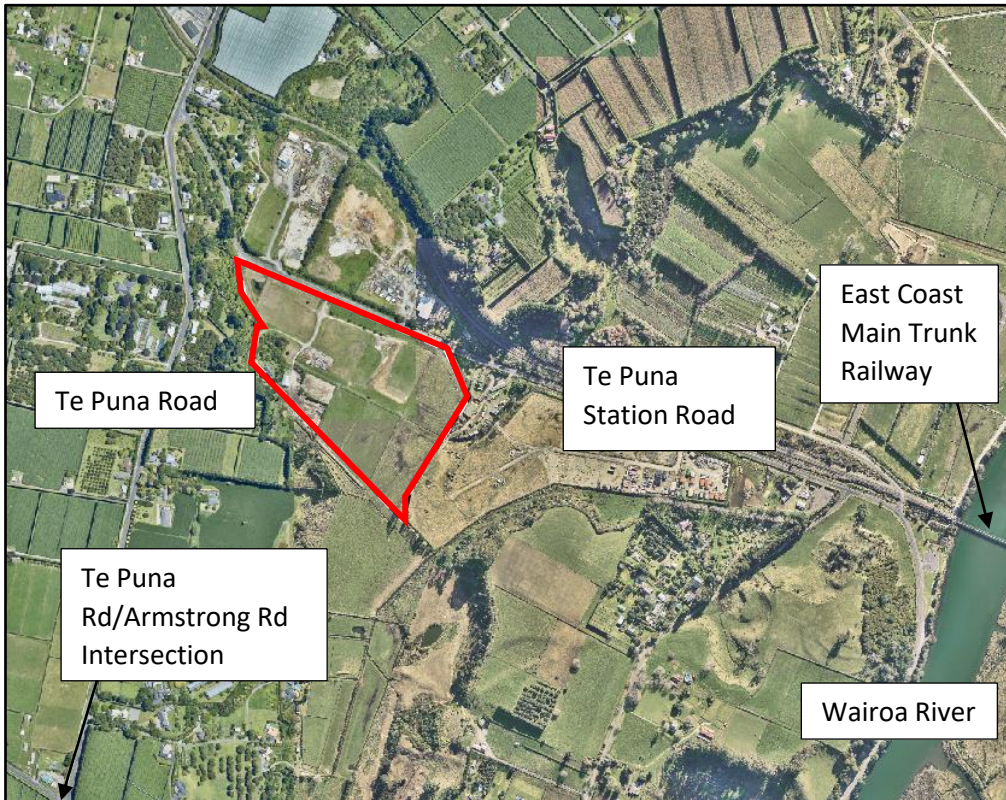 East Coast
Main Trunk
Railway
Te Puna Road
Te Puna
Station Road
Te Puna
Rd/Armstrong Rd
Intersection
Wairoa River